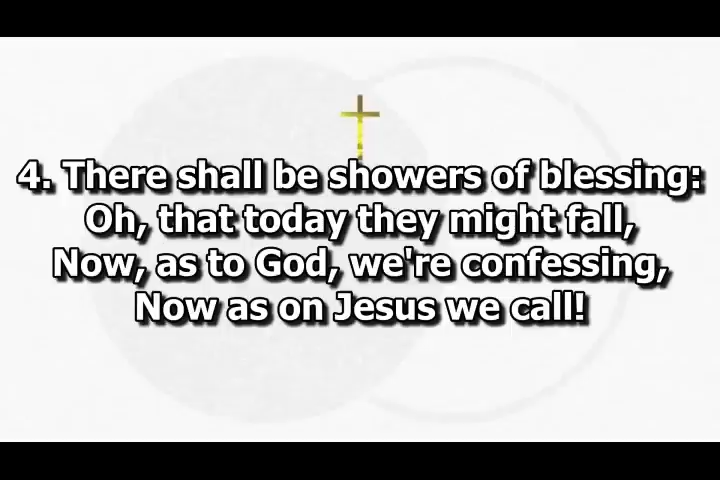 4. There shall be showers of blessing:
Oh, that today they might fall,
Now, as to God, we're confessing,
Now as on Jesus we call!